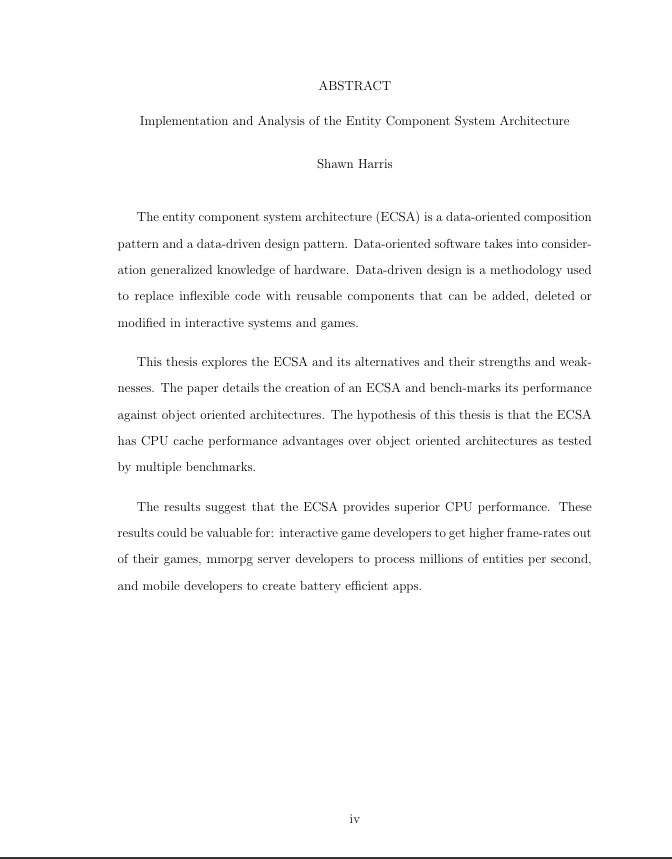 ABSTRACT
Implementation and Analysis of the Entity Component System Architecture
Shawn Harris
The entity component system architecture (ECSA) is a data-oriented composition
pattern and a data-driven design pattern. Data-oriented software takes into consider-
ation generalized knowledge of hardware. Data-driven design is a methodology used
to replace inflexible code with reusable components that can be added, deleted or
modified in interactive systems and games.
This thesis explores the ECSA and its alternatives and their strengths and weak-
nesses. The paper details the creation of an ECSA and bench-marks its performance
against object oriented architectures. The hypothesis of this thesis is that the ECSA
has CPU cache performance advantages over object oriented architectures as tested
by multiple benchmarks.
The results suggest that the ECSA provides superior CPU performance. These
results could be valuable for: interactive game developers to get higher frame-rates out
of their games, mmorpg server developers to process millions of entities per second,
and mobile developers to create battery efficient apps.
iv